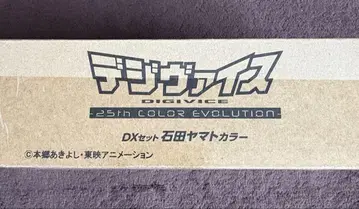 デジヴァイス
DIGIVICE
-25th COLOR EVOLUTION-
DXセット 石田ヤマトカラー
©本郷あきよし・東映アニメーション